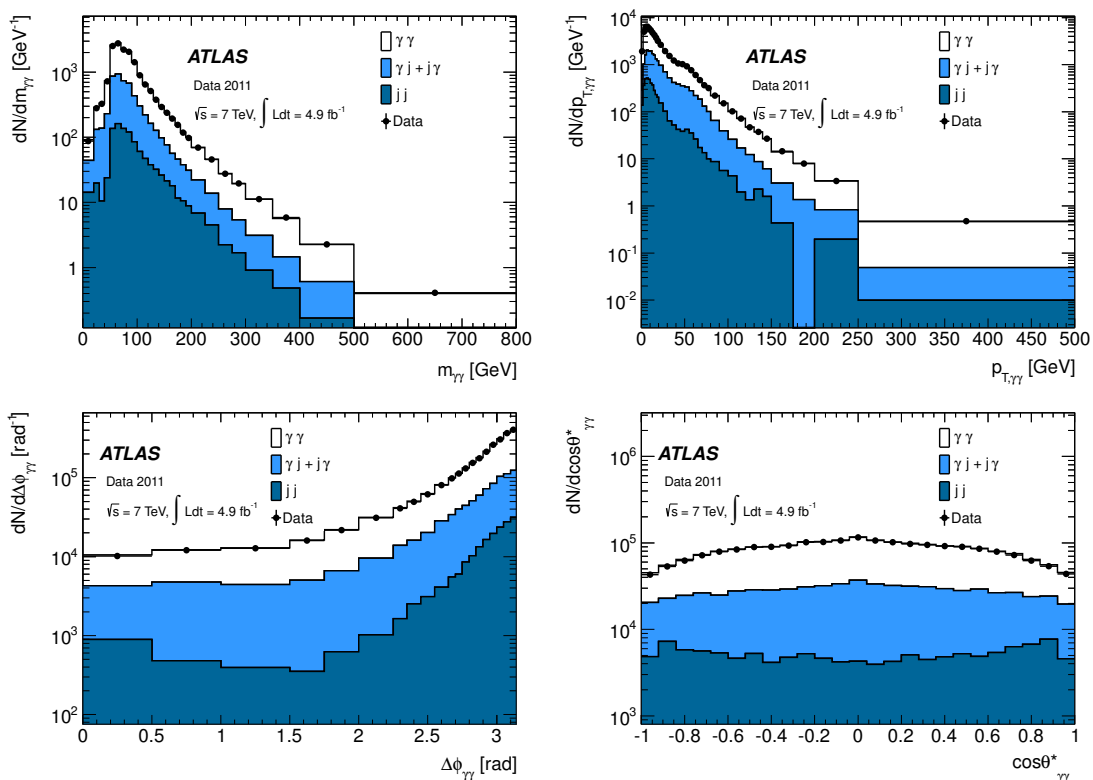 dN/dm_γγ [GeV⁻¹]
10³
10²
10
1
ATLAS
Data 2011
√s = 7 TeV, ∫ Ldt = 4.9 fb⁻¹
γ γ
γ j + j γ
j j
Data
0 100 200 300 400 500 600 700 800
m_γγ [GeV]
dN/dp_T,γγ [GeV⁻¹]
10⁴
10³
10²
10
1
10⁻¹
10⁻²
ATLAS
Data 2011
√s = 7 TeV, ∫ Ldt = 4.9 fb⁻¹
γ γ
γ j + j γ
j j
Data
0 50 100 150 200 250 300 350 400 450 500
p_T,γγ [GeV]
dN/dΔϕ_γγ [rad⁻¹]
10⁵
10⁴
10³
10²
ATLAS
Data 2011
√s = 7 TeV, ∫ Ldt = 4.9 fb⁻¹
γ γ
γ j + j γ
j j
Data
0 0.5 1 1.5 2 2.5 3
Δϕ_γγ [rad]
dN/dcosθ*_γγ
10⁶
10⁵
10⁴
10³
ATLAS
Data 2011
√s = 7 TeV, ∫ Ldt = 4.9 fb⁻¹
γ γ
γ j + j γ
j j
Data
-1 -0.8 -0.6 -0.4 -0.2 0 0.2 0.4 0.6 0.8 1
cosθ*_γγ